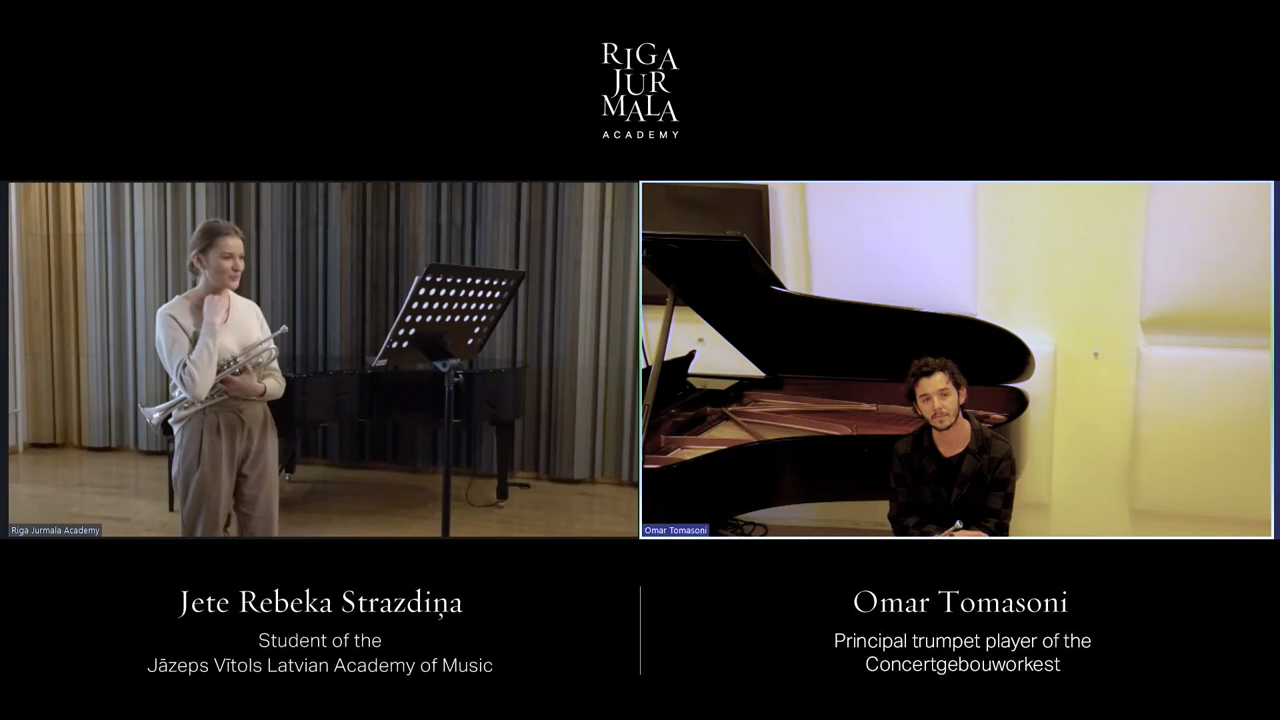 RIGA
JUR
MALA
ACADEMY
Riga Jurmala Academy
Omar Tomasoni
Jete Rebeka Strazdiņa
Student of the
Jāzeps Vītols Latvian Academy of Music
Omar Tomasoni
Principal trumpet player of the
Concertgebouworkest